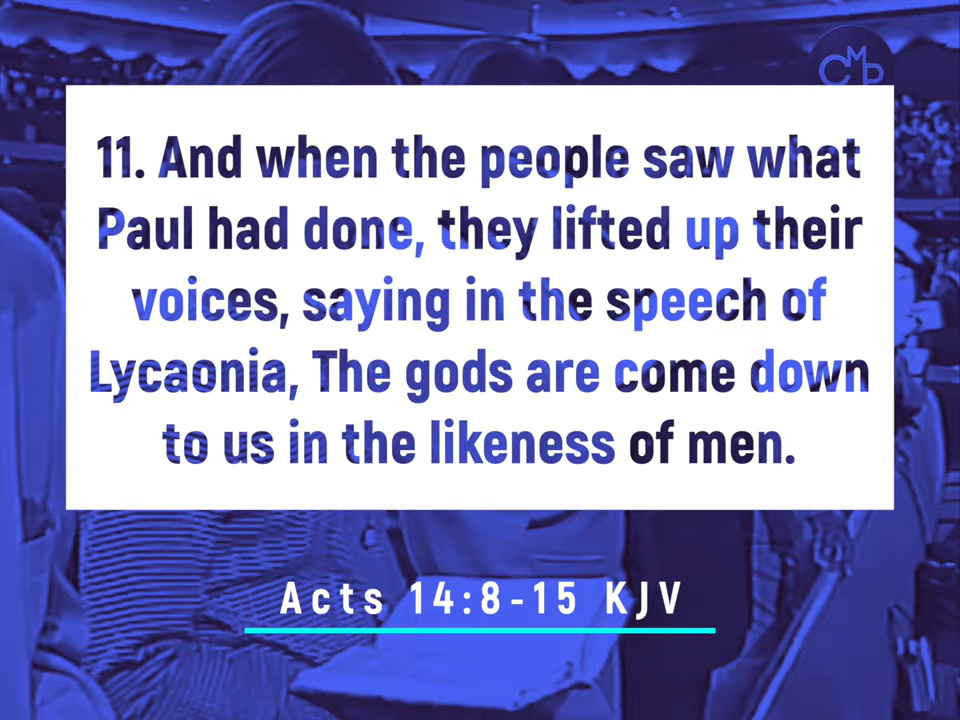 CMP
11. And when the people saw what
Paul had done, they lifted up their
voices, saying in the speech of
Lycaonia, The gods are come down
to us in the likeness of men.
Acts 14:8-15 KJV